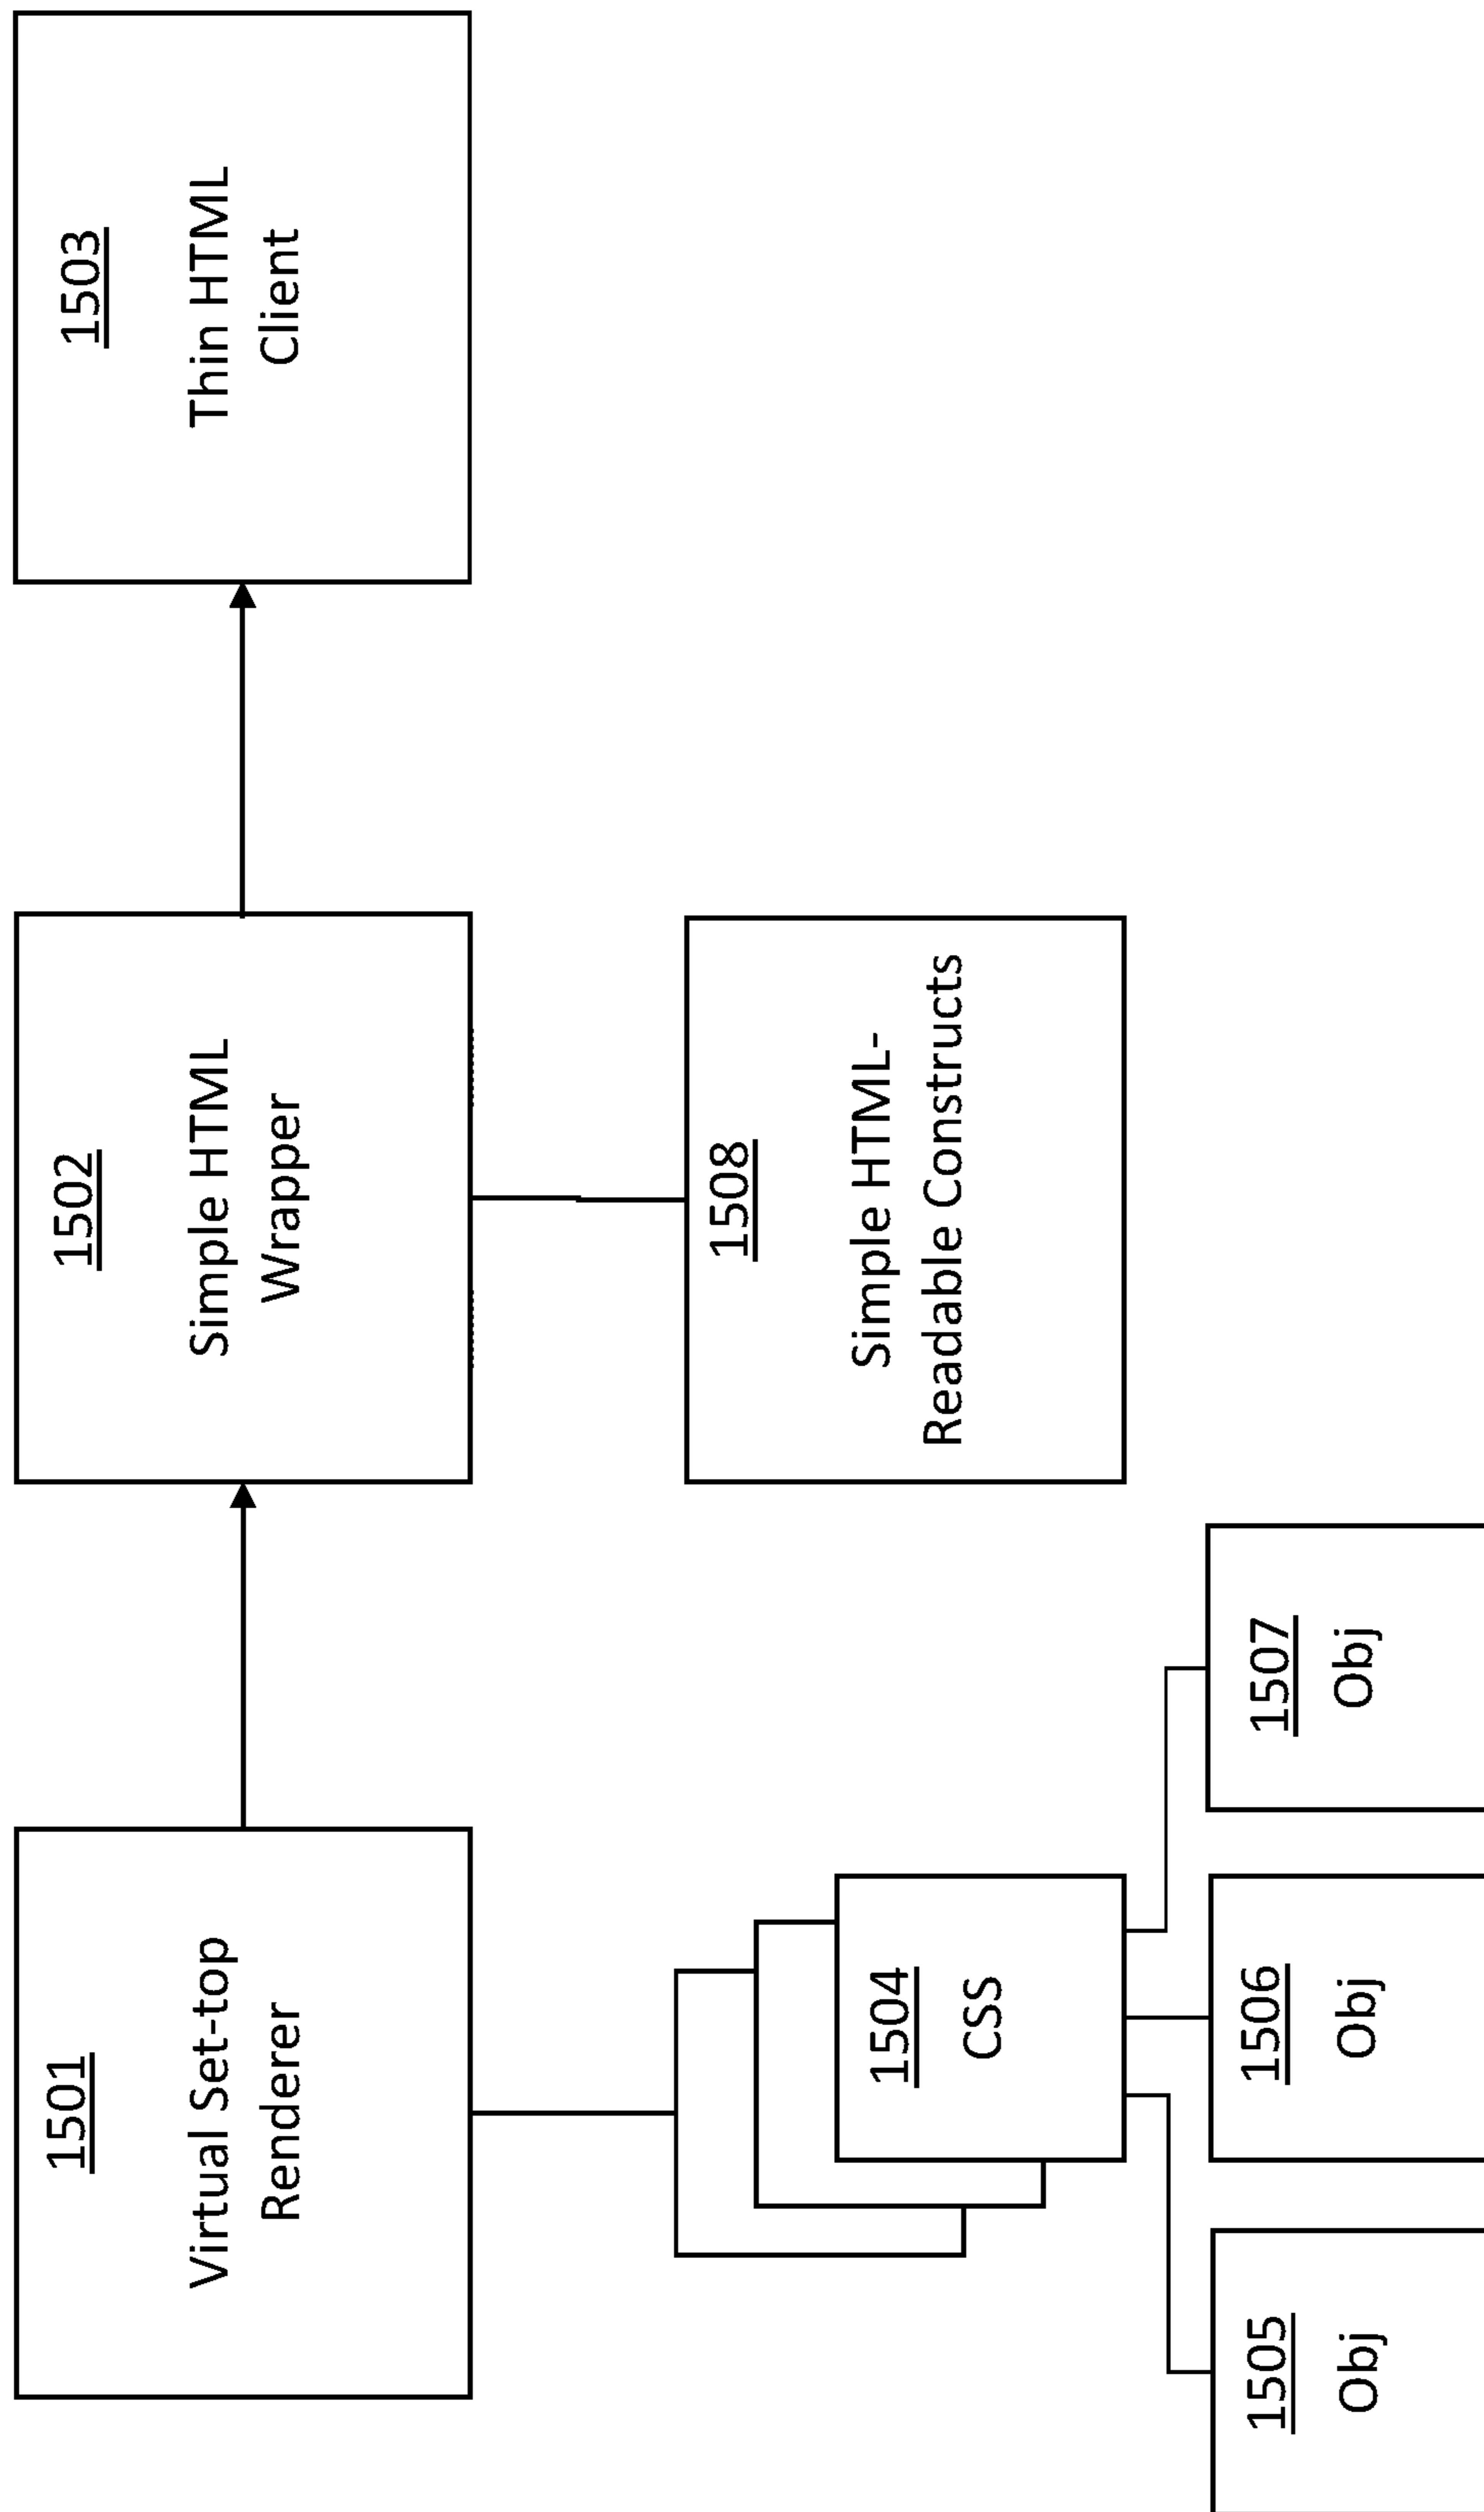 1501
Virtual Set-top
Renderer
1502
Simple HTML
Wrapper
1503
Thin HTML
Client
1504
CSS
1508
Simple HTML-
Readable Constructs
1505
Obj
1506
Obj
1507
Obj